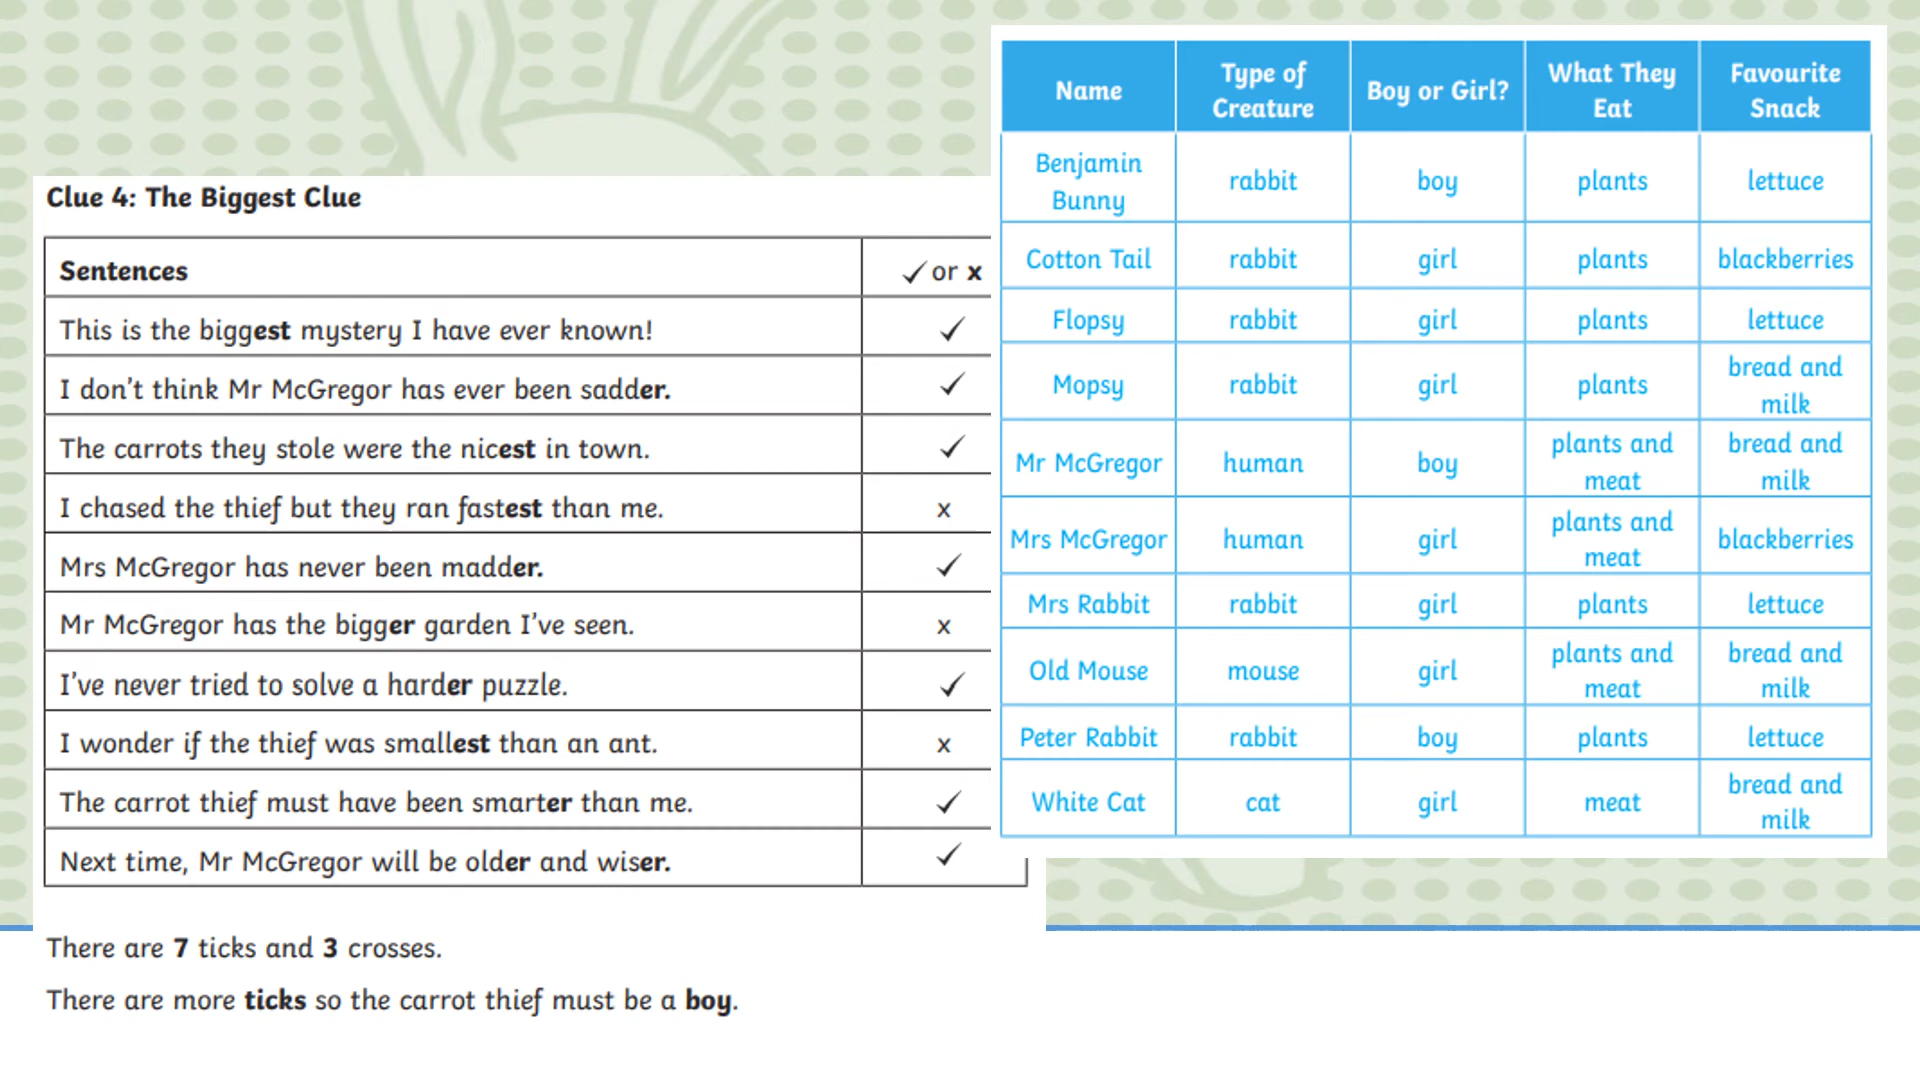 Clue 4: The Biggest Clue
Sentences ✓ or x
This is the biggest mystery I have ever known! ✓
I don't think Mr McGregor has ever been sadder. ✓
The carrots they stole were the nicest in town. ✓
I chased the thief but they ran fastest than me. x
Mrs McGregor has never been madder. ✓
Mr McGregor has the bigger garden I've seen. x
I've never tried to solve a harder puzzle. ✓
I wonder if the thief was smallest than an ant. x
The carrot thief must have been smarter than me. ✓
Next time, Mr McGregor will be older and wiser. ✓
There are 7 ticks and 3 crosses.
There are more ticks so the carrot thief must be a boy.
Name Type of Creature Boy or Girl? What They Eat Favourite Snack
Benjamin Bunny rabbit boy plants lettuce
Cotton Tail rabbit girl plants blackberries
Flopsy rabbit girl plants lettuce
Mopsy rabbit girl plants bread and milk
Mr McGregor human boy plants and meat bread and milk
Mrs McGregor human girl plants and meat blackberries
Mrs Rabbit rabbit girl plants lettuce
Old Mouse mouse girl plants and meat bread and milk
Peter Rabbit rabbit boy plants lettuce
White Cat cat girl meat bread and milk